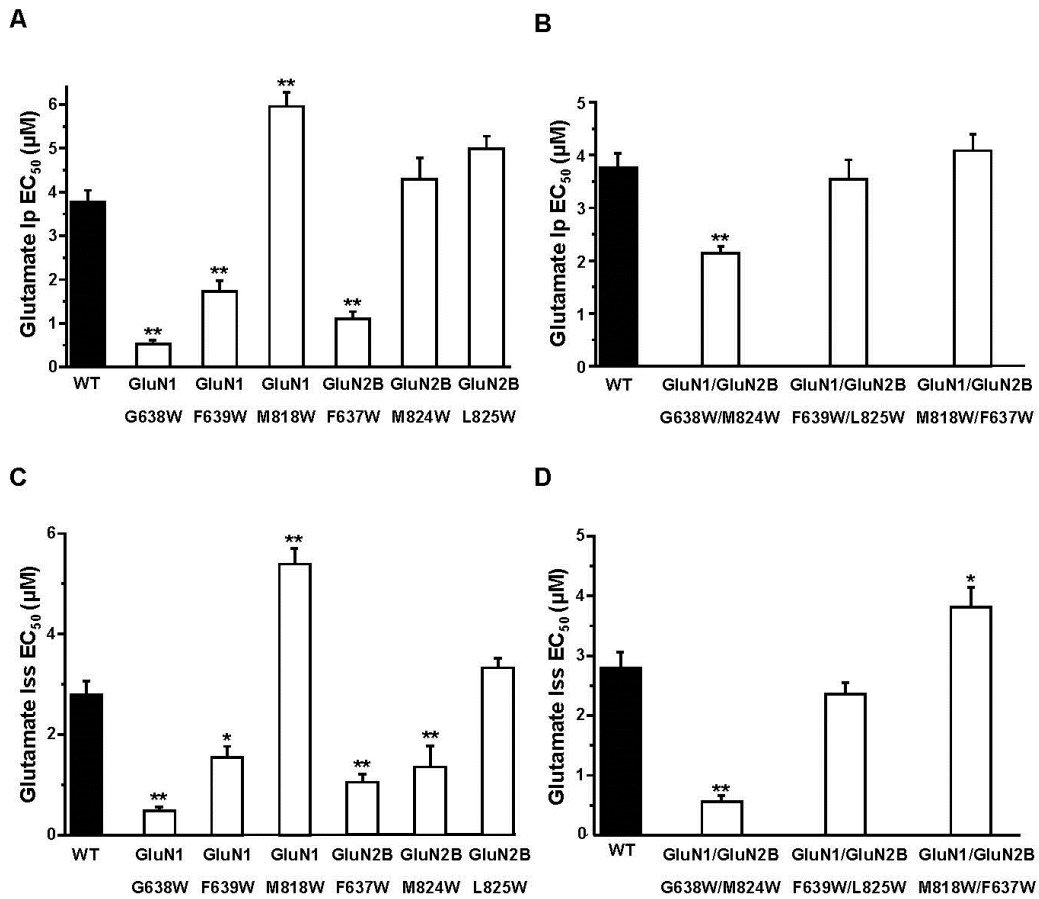 A
Glutamate Ip EC50 (µM)
6
5
4
3
2
1
0
**
**
**
**
WT GluN1 GluN1 GluN1 GluN2B GluN2B GluN2B
G638W F639W M818W F637W M824W L825W
B
Glutamate Ip EC50 (µM)
5
4
3
2
1
0
**
WT GluN1/GluN2B GluN1/GluN2B GluN1/GluN2B
G638W/M824W F639W/L825W M818W/F637W
C
Glutamate Iss EC50 (µM)
6
4
2
0
**
*
**
**
**
WT GluN1 GluN1 GluN1 GluN2B GluN2B GluN2B
G638W F639W M818W F637W M824W L825W
D
Glutamate Iss EC50 (µM)
5
4
3
2
1
0
**
*
WT GluN1/GluN2B GluN1/GluN2B GluN1/GluN2B
G638W/M824W F639W/L825W M818W/F637W